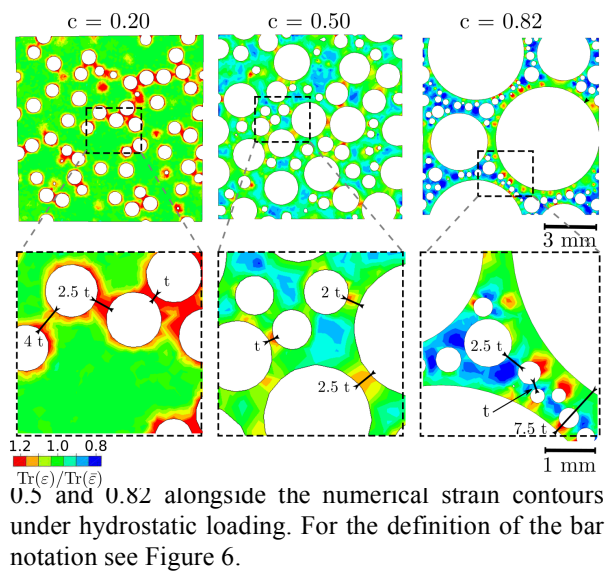 c = 0.20
c = 0.50
c = 0.82
3 mm
2.5 t
t
4 t
2 t
t
2.5 t
2.5 t
t
7.5 t
1.2 1.0 0.8
Tr(ε)/Tr(ε̄)
1 mm
0.5 and 0.82 alongside the numerical strain contours
under hydrostatic loading. For the definition of the bar
notation see Figure 6.